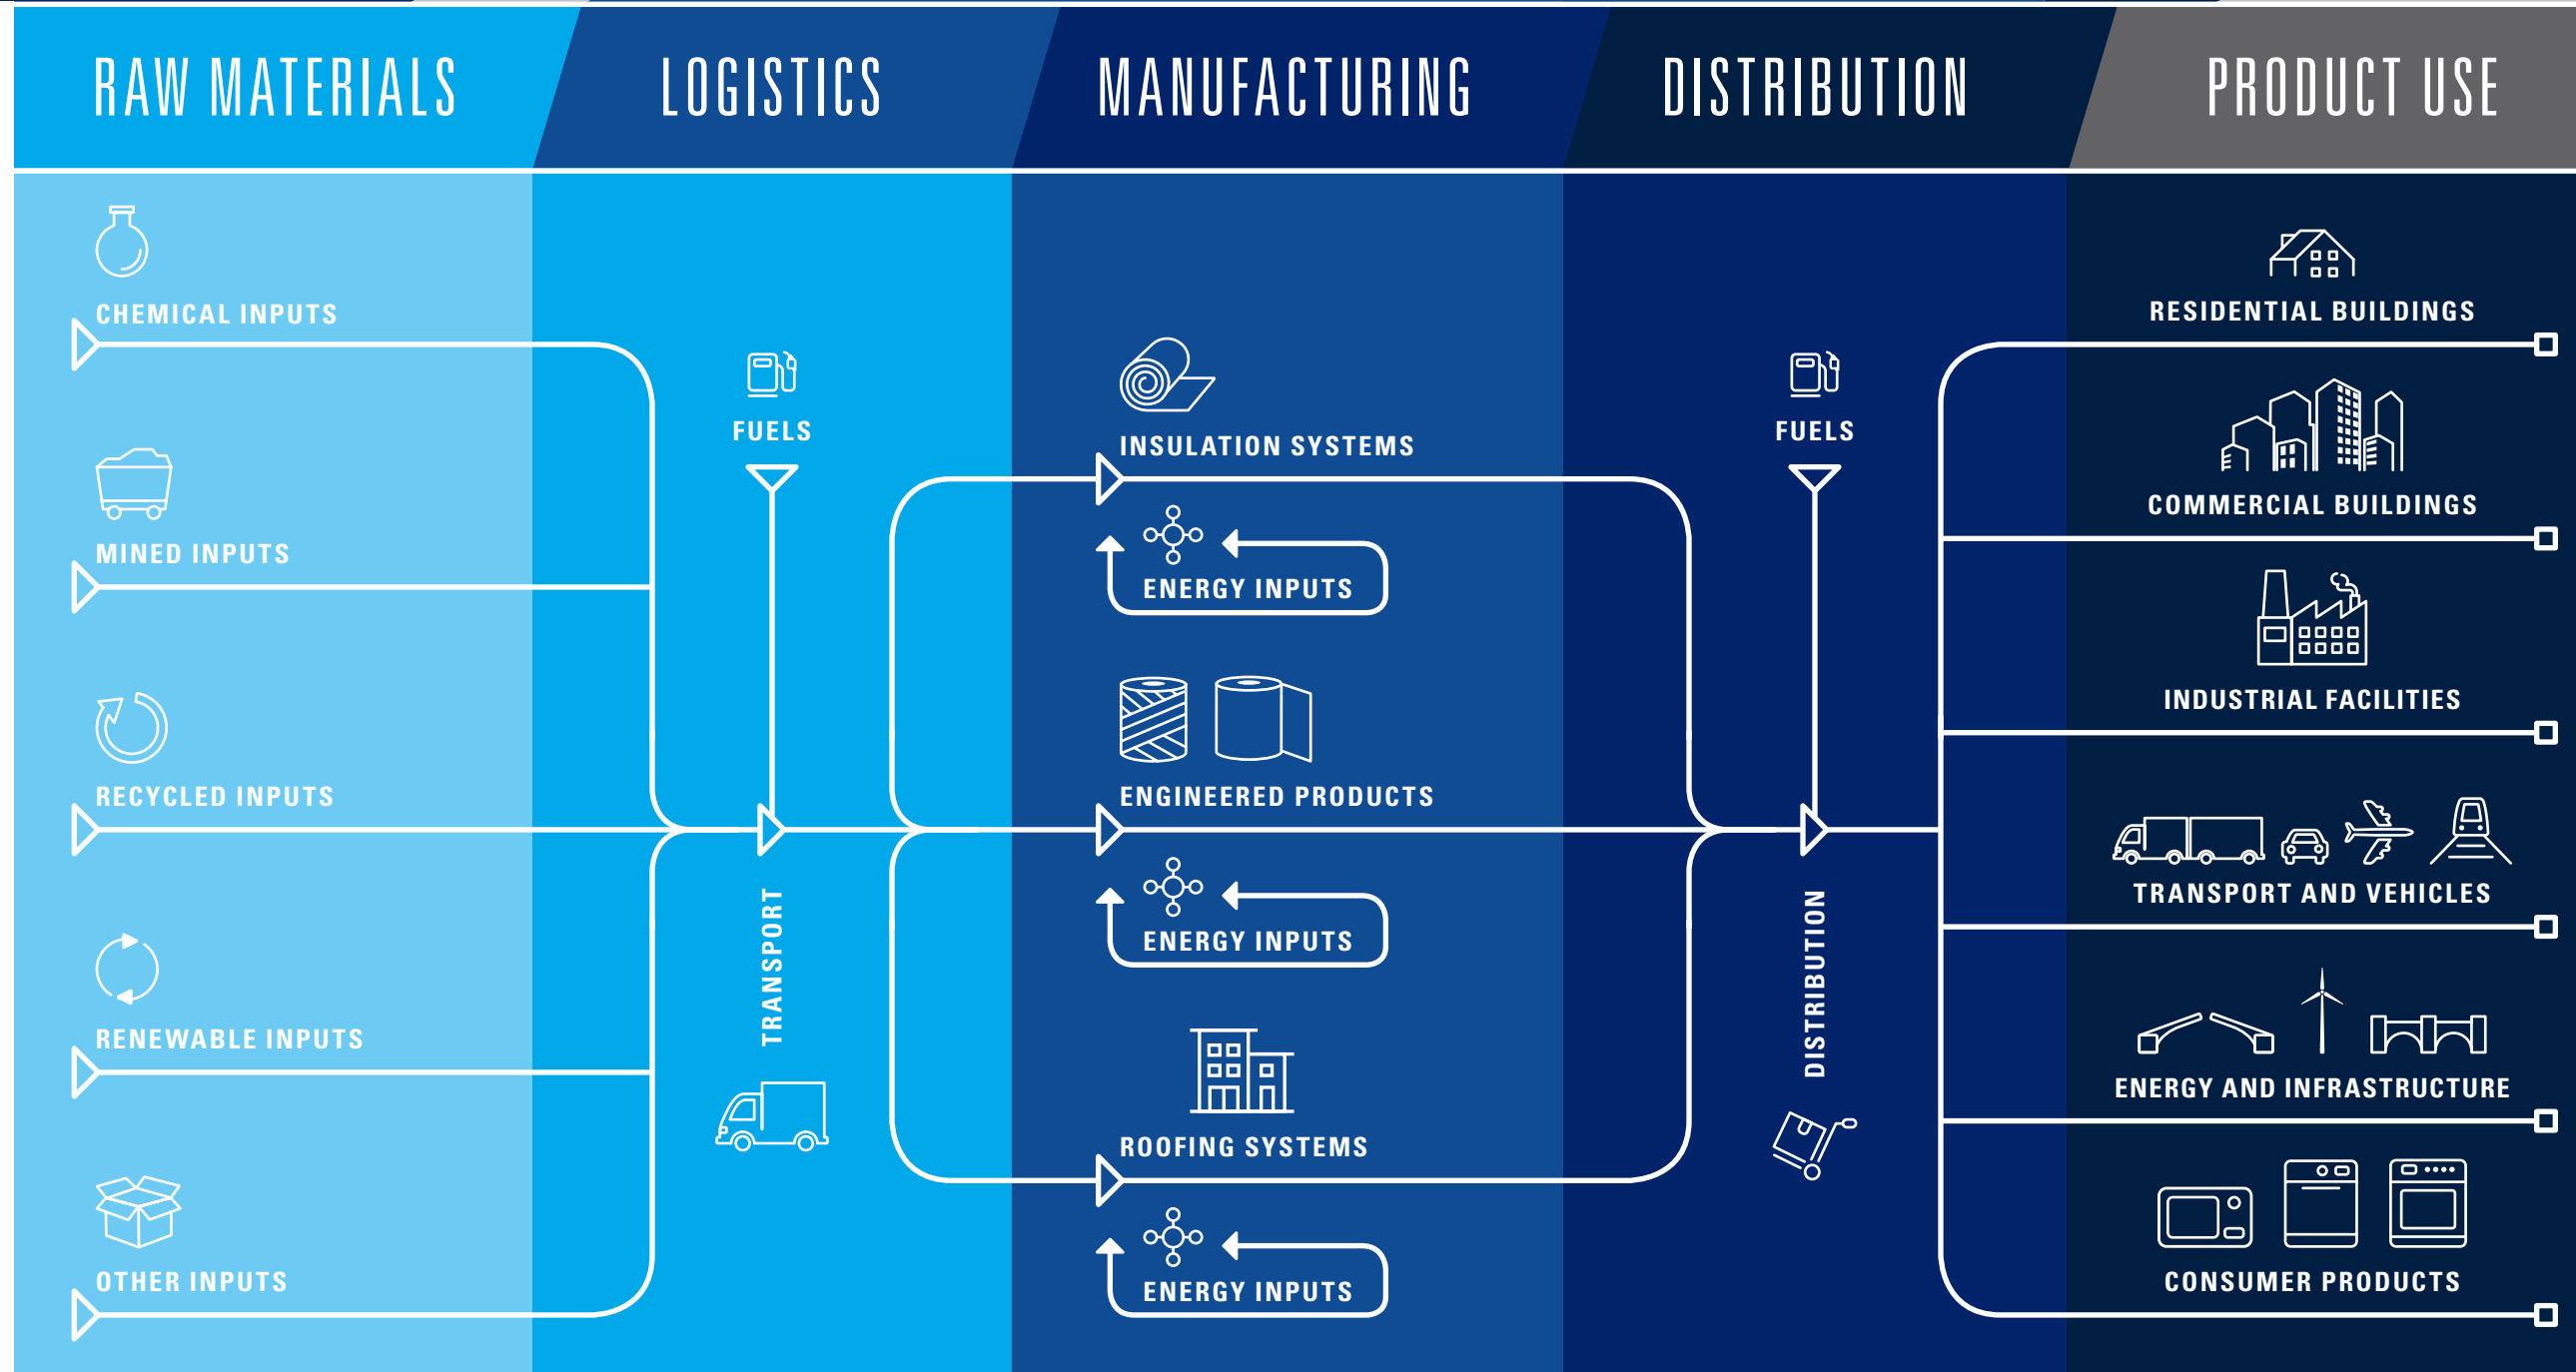 RAW MATERIALS
LOGISTICS
MANUFACTURING
DISTRIBUTION
PRODUCT USE
CHEMICAL INPUTS
MINED INPUTS
RECYCLED INPUTS
RENEWABLE INPUTS
OTHER INPUTS
FUELS
TRANSPORT
INSULATION SYSTEMS
ENERGY INPUTS
ENGINEERED PRODUCTS
ENERGY INPUTS
ROOFING SYSTEMS
ENERGY INPUTS
FUELS
DISTRIBUTION
RESIDENTIAL BUILDINGS
COMMERCIAL BUILDINGS
INDUSTRIAL FACILITIES
TRANSPORT AND VEHICLES
ENERGY AND INFRASTRUCTURE
CONSUMER PRODUCTS